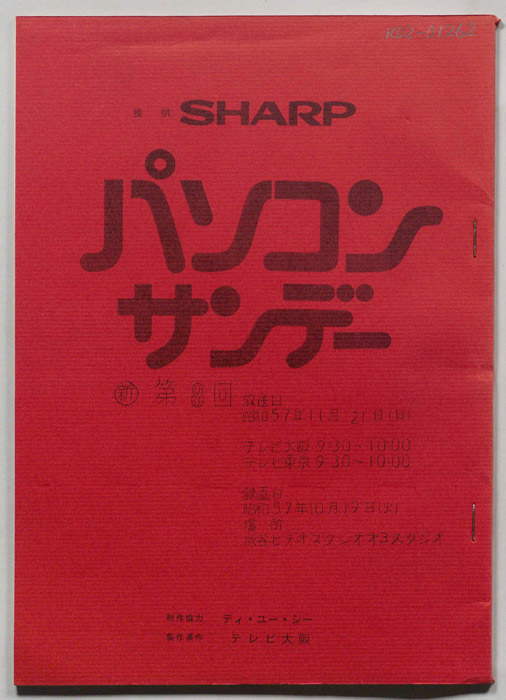 提供 SHARP
パソコン
サンデー
新 第8回
放送日
昭和57年11月21日(日)
テレビ大阪 9:30~10:00
テレビ東京 9:30~10:00
録画日
昭和57年10月19日(火)
場所
渋谷ビデオスタジオオ3スタジオ
制作協力 ディ・ユー・シー
製作著作 テレビ大阪